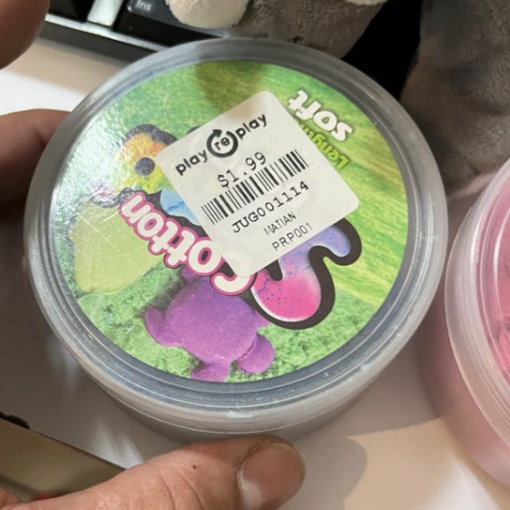 play re play
$1.99
JUG001114
MATIAN
PRP001
soft
Cotton